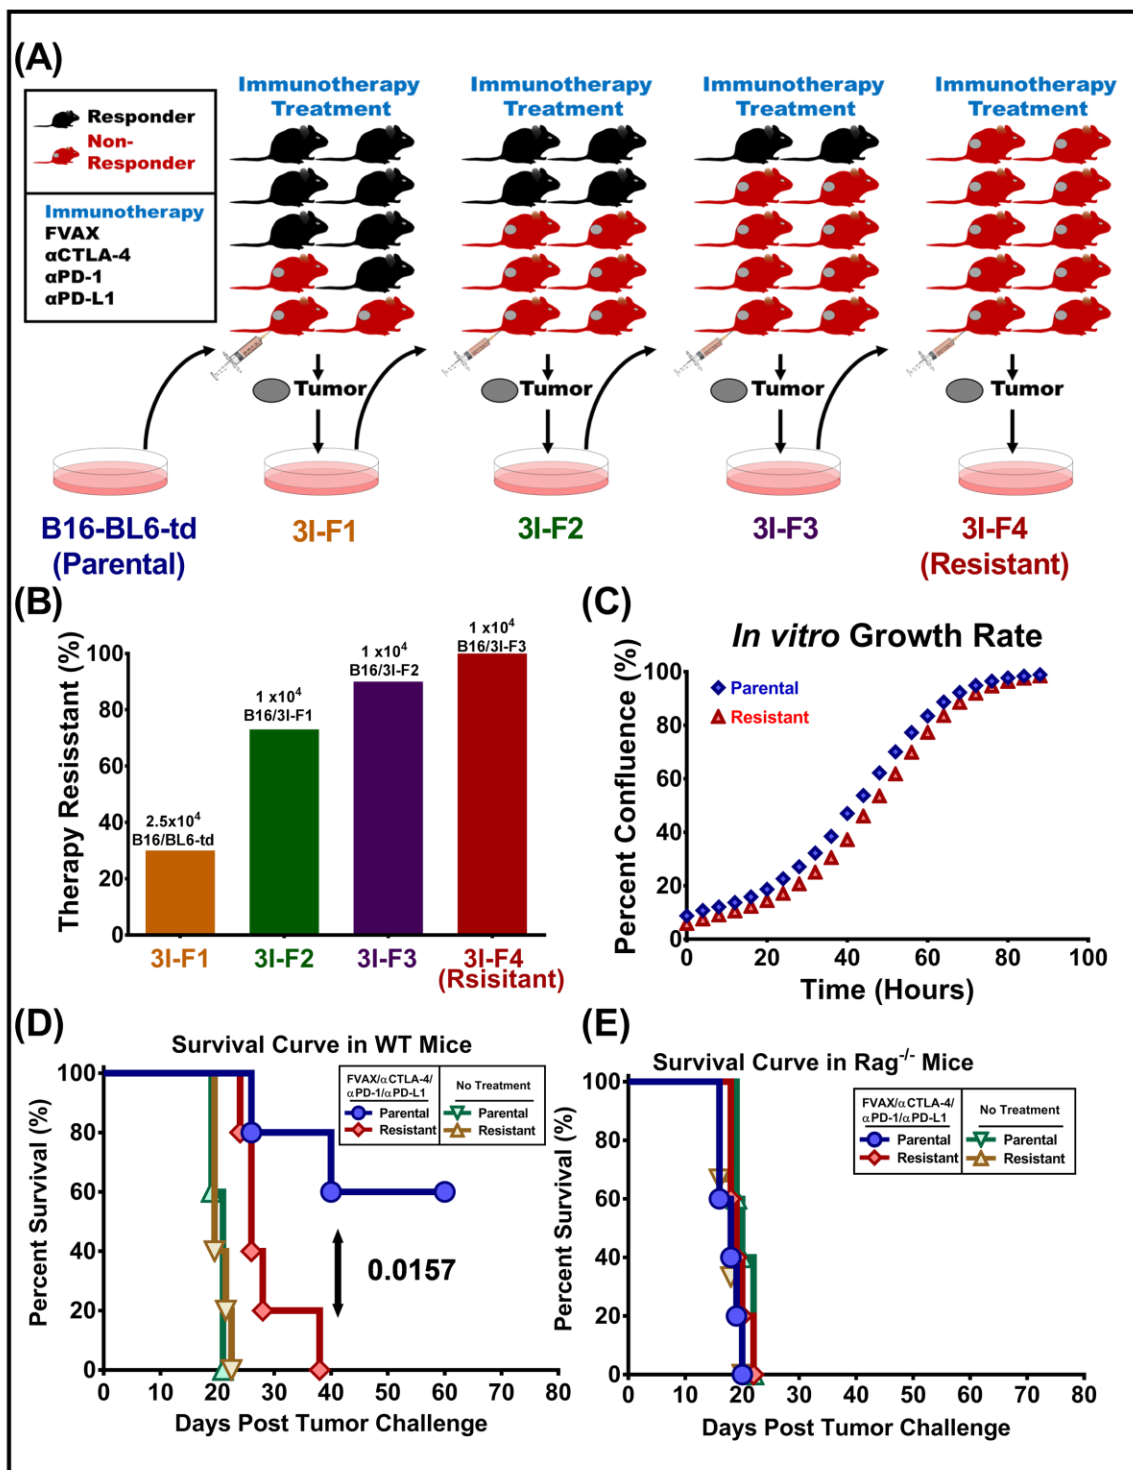 (A)
Responder
Non-
Responder
Immunotherapy
FVAX
αCTLA-4
αPD-1
αPD-L1
Immunotherapy
Treatment
Immunotherapy
Treatment
Immunotherapy
Treatment
Immunotherapy
Treatment
Tumor
Tumor
Tumor
Tumor
B16-BL6-td
(Parental)
3I-F1
3I-F2
3I-F3
3I-F4
(Resistant)
(B)
Therapy Resisstant (%)
100
80
60
40
20
0
2.5x10⁴
B16/BL6-td
1 x10⁴
B16/3I-F1
1 x10⁴
B16/3I-F2
1 x10⁴
B16/3I-F3
3I-F1
3I-F2
3I-F3
3I-F4
(Rsisitant)
(C)
In vitro Growth Rate
Percent Confluence (%)
100
80
60
40
20
0
Parental
Resistant
0 20 40 60 80 100
Time (Hours)
(D)
Survival Curve in WT Mice
Percent Survival (%)
100
80
60
40
20
0
FVAX/αCTLA-4/
αPD-1/αPD-L1
No Treatment
Parental
Resistant
Parental
Resistant
0.0157
0 10 20 30 40 50 60 70 80
Days Post Tumor Challenge
(E)
Survival Curve in Rag⁻/⁻ Mice
Percent Survival (%)
100
80
60
40
20
0
FVAX/αCTLA-4/
αPD-1/αPD-L1
No Treatment
Parental
Resistant
Parental
Resistant
0 10 20 30 40 50 60 70 80
Days Post Tumor Challenge